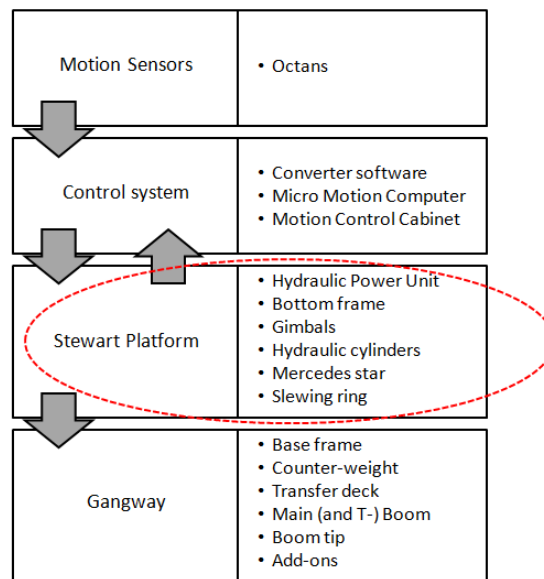 Motion Sensors
• Octans
Control system
• Converter software
• Micro Motion Computer
• Motion Control Cabinet
Stewart Platform
• Hydraulic Power Unit
• Bottom frame
• Gimbals
• Hydraulic cylinders
• Mercedes star
• Slewing ring
Gangway
• Base frame
• Counter-weight
• Transfer deck
• Main (and T-) Boom
• Boom tip
• Add-ons